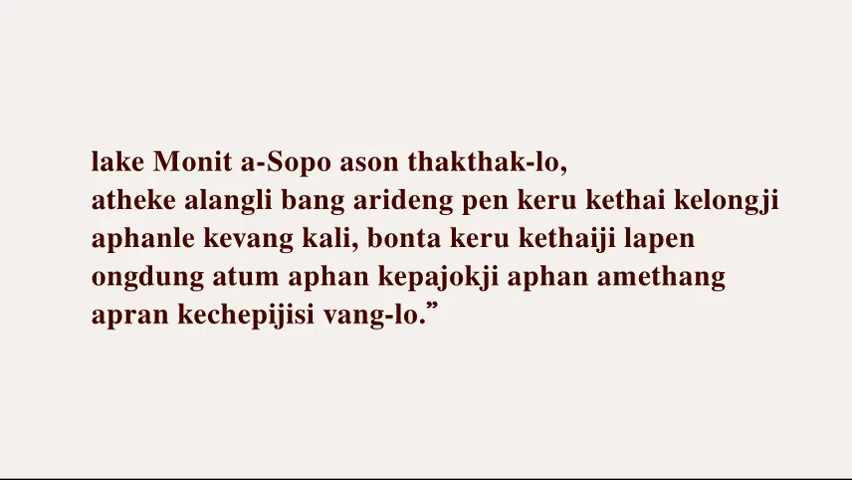 lake Monit a-Sopo ason thakthak-lo,
atheke alangli bang arideng pen keru kethai kelongji
aphanle kevang kali, bonta keru kethaiji lapen
ongdung atum aphan kepajokji aphan amethang
apran kechepijisi vang-lo.”